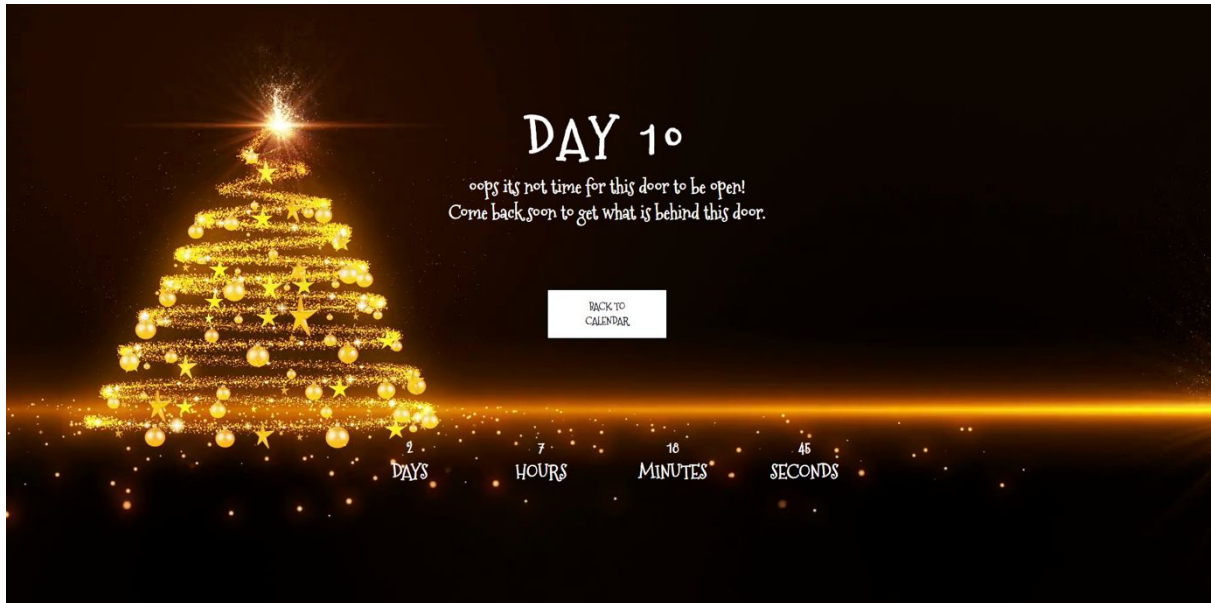 DAY 10
oops its not time for this door to be open!
Come back soon to get what is behind this door.
BACK TO
CALENDAR
2 7 18 45
DAYS HOURS MINUTES SECONDS